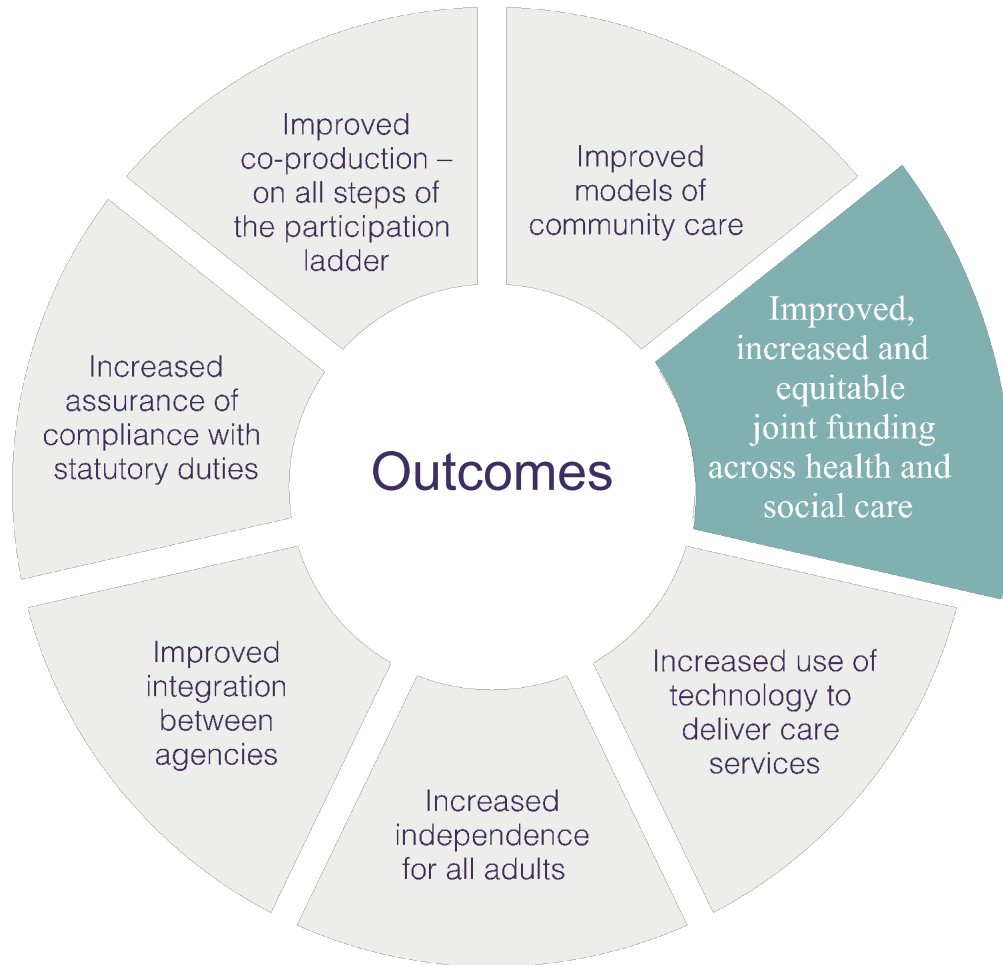 Improved
co-production –
on all steps of
the participation
ladder
Improved
models of
community care
Improved,
increased and
equitable
joint funding
across health and
social care
Increased
assurance of
compliance with
statutory duties
Outcomes
Improved
integration
between
agencies
Increased use of
technology to
deliver care
services
Increased
independence
for all adults